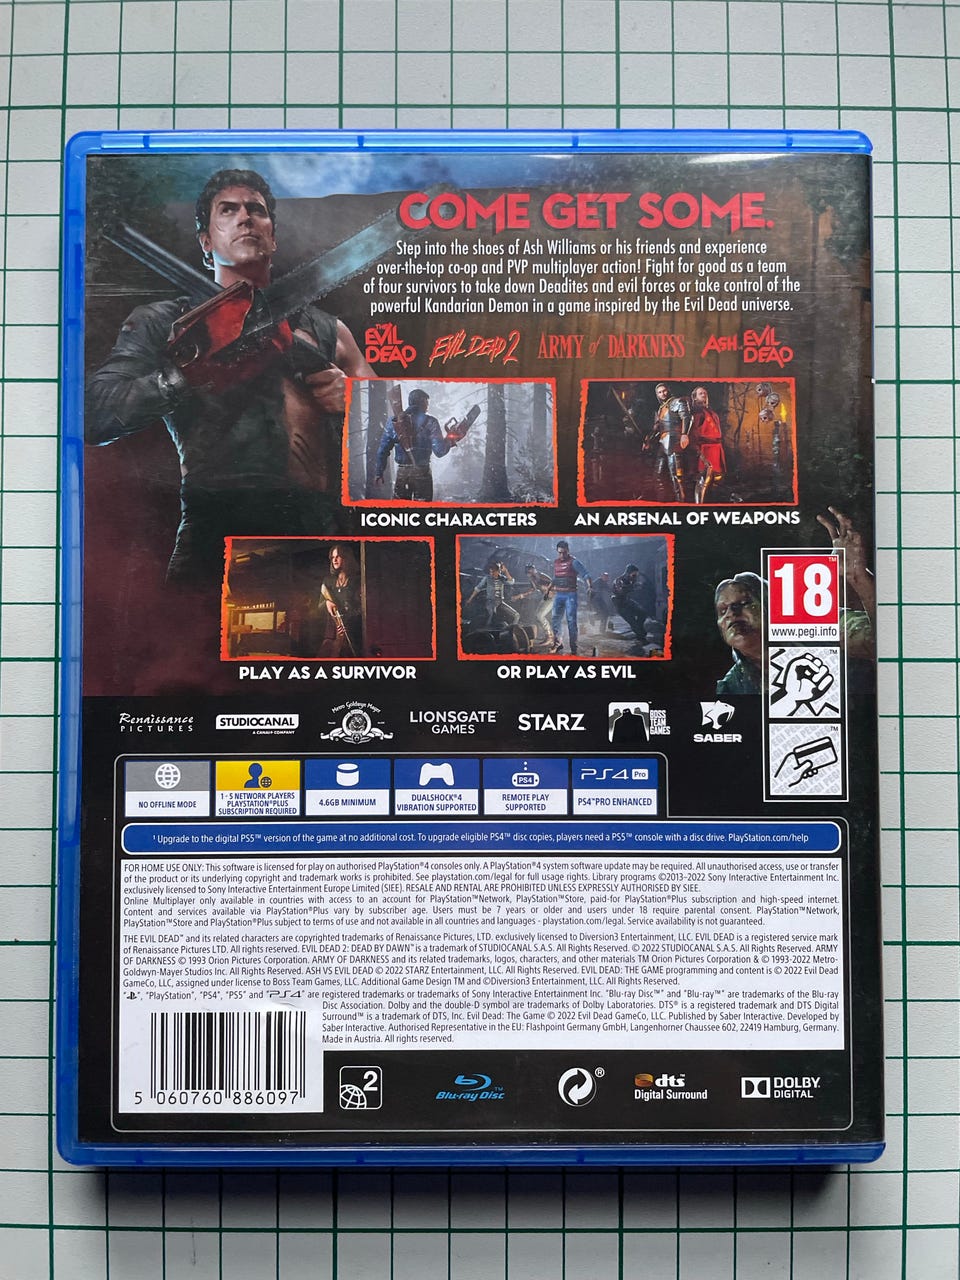 COME GET SOME.
Step into the shoes of Ash Williams or his friends and experience
over-the-top co-op and PVP multiplayer action! Fight for good as a team
of four survivors to take down Deadites and evil forces or take control of the
powerful Kandarian Demon in a game inspired by the Evil Dead universe.
THE EVIL DEAD EVIL DEAD 2 ARMY of DARKNESS ASH vs EVIL DEAD
ICONIC CHARACTERS
AN ARSENAL OF WEAPONS
PLAY AS A SURVIVOR
OR PLAY AS EVIL
18™
www.pegi.info
Renaissance
PICTURES
STUDIOCANAL
A CANAL+ COMPANY
Metro Goldwyn Mayer
LIONSGATE
GAMES
STARZ
BOSS
TEAM
GAMES
SABER
NO OFFLINE MODE
1 - 5 NETWORK PLAYERS
PLAYSTATION®PLUS
SUBSCRIPTION REQUIRED
4.6GB MINIMUM
DUALSHOCK®4
VIBRATION SUPPORTED
PS4
REMOTE PLAY
SUPPORTED
PS4 Pro
PS4™PRO ENHANCED
¹ Upgrade to the digital PS5™ version of the game at no additional cost. To upgrade eligible PS4™ disc copies, players need a PS5™ console with a disc drive. PlayStation.com/help
FOR HOME USE ONLY: This software is licensed for play on authorised PlayStation®4 consoles only. A PlayStation®4 system software update may be required. All unauthorised access, use or transfer
of the product or its underlying copyright and trademark works is prohibited. See playstation.com/legal for full usage rights. Library programs ©2013-2022 Sony Interactive Entertainment Inc.
exclusively licensed to Sony Interactive Entertainment Europe Limited (SIEE). RESALE AND RENTAL ARE PROHIBITED UNLESS EXPRESSLY AUTHORISED BY SIEE.
Online Multiplayer only available in countries with access to an account for PlayStation™Network, PlayStation™Store, paid-for PlayStation®Plus subscription and high-speed internet.
Content and services available via PlayStation®Plus vary by subscriber age. Users must be 7 years or older and users under 18 require parental consent. PlayStation™Network,
PlayStation™Store and PlayStation®Plus subject to terms of use and not available in all countries and languages - playstation.com/legal. Service availability is not guaranteed.
THE EVIL DEAD™ and its related characters are copyrighted trademarks of Renaissance Pictures, LTD. exclusively licensed to Diversion3 Entertainment, LLC. EVIL DEAD is a registered service mark
of Renaissance Pictures LTD. All rights reserved. EVIL DEAD 2: DEAD BY DAWN™ is a trademark of STUDIOCANAL S.A.S. All Rights Reserved. © 2022 STUDIOCANAL S.A.S. All Rights Reserved. ARMY
OF DARKNESS © 1993 Orion Pictures Corporation. ARMY OF DARKNESS and its related trademarks, logos, characters, and other materials TM Orion Pictures Corporation & © 1993-2022 Metro-
Goldwyn-Mayer Studios Inc. All Rights Reserved. ASH VS EVIL DEAD © 2022 STARZ Entertainment, LLC. All Rights Reserved. EVIL DEAD: THE GAME programming and content is © 2022 Evil Dead
GameCo, LLC, assigned under license to Boss Team Games, LLC. Additional Game Design TM and ©Diversion3 Entertainment, LLC. All Rights Reserved.
", "PlayStation", "PS4", "PS5" and "PS4" are registered trademarks or trademarks of Sony Interactive Entertainment Inc. "Blu-ray Disc™" and "Blu-ray™" are trademarks of the Blu-ray
Disc Association. Dolby and the double-D symbol are trademarks of Dolby Laboratories. DTS® is a registered trademark and DTS Digital
Surround™ is a trademark of DTS, Inc. Evil Dead: The Game © 2022 Evil Dead GameCo, LLC. Published by Saber Interactive. Developed by
Saber Interactive. Authorised Representative in the EU: Flashpoint Germany GmbH, Langenhorner Chaussee 602, 22419 Hamburg, Germany.
Made in Austria. All rights reserved.
5 060760 886097
2
Blu-ray Disc™
®
dts
Digital Surround
DOLBY
DIGITAL